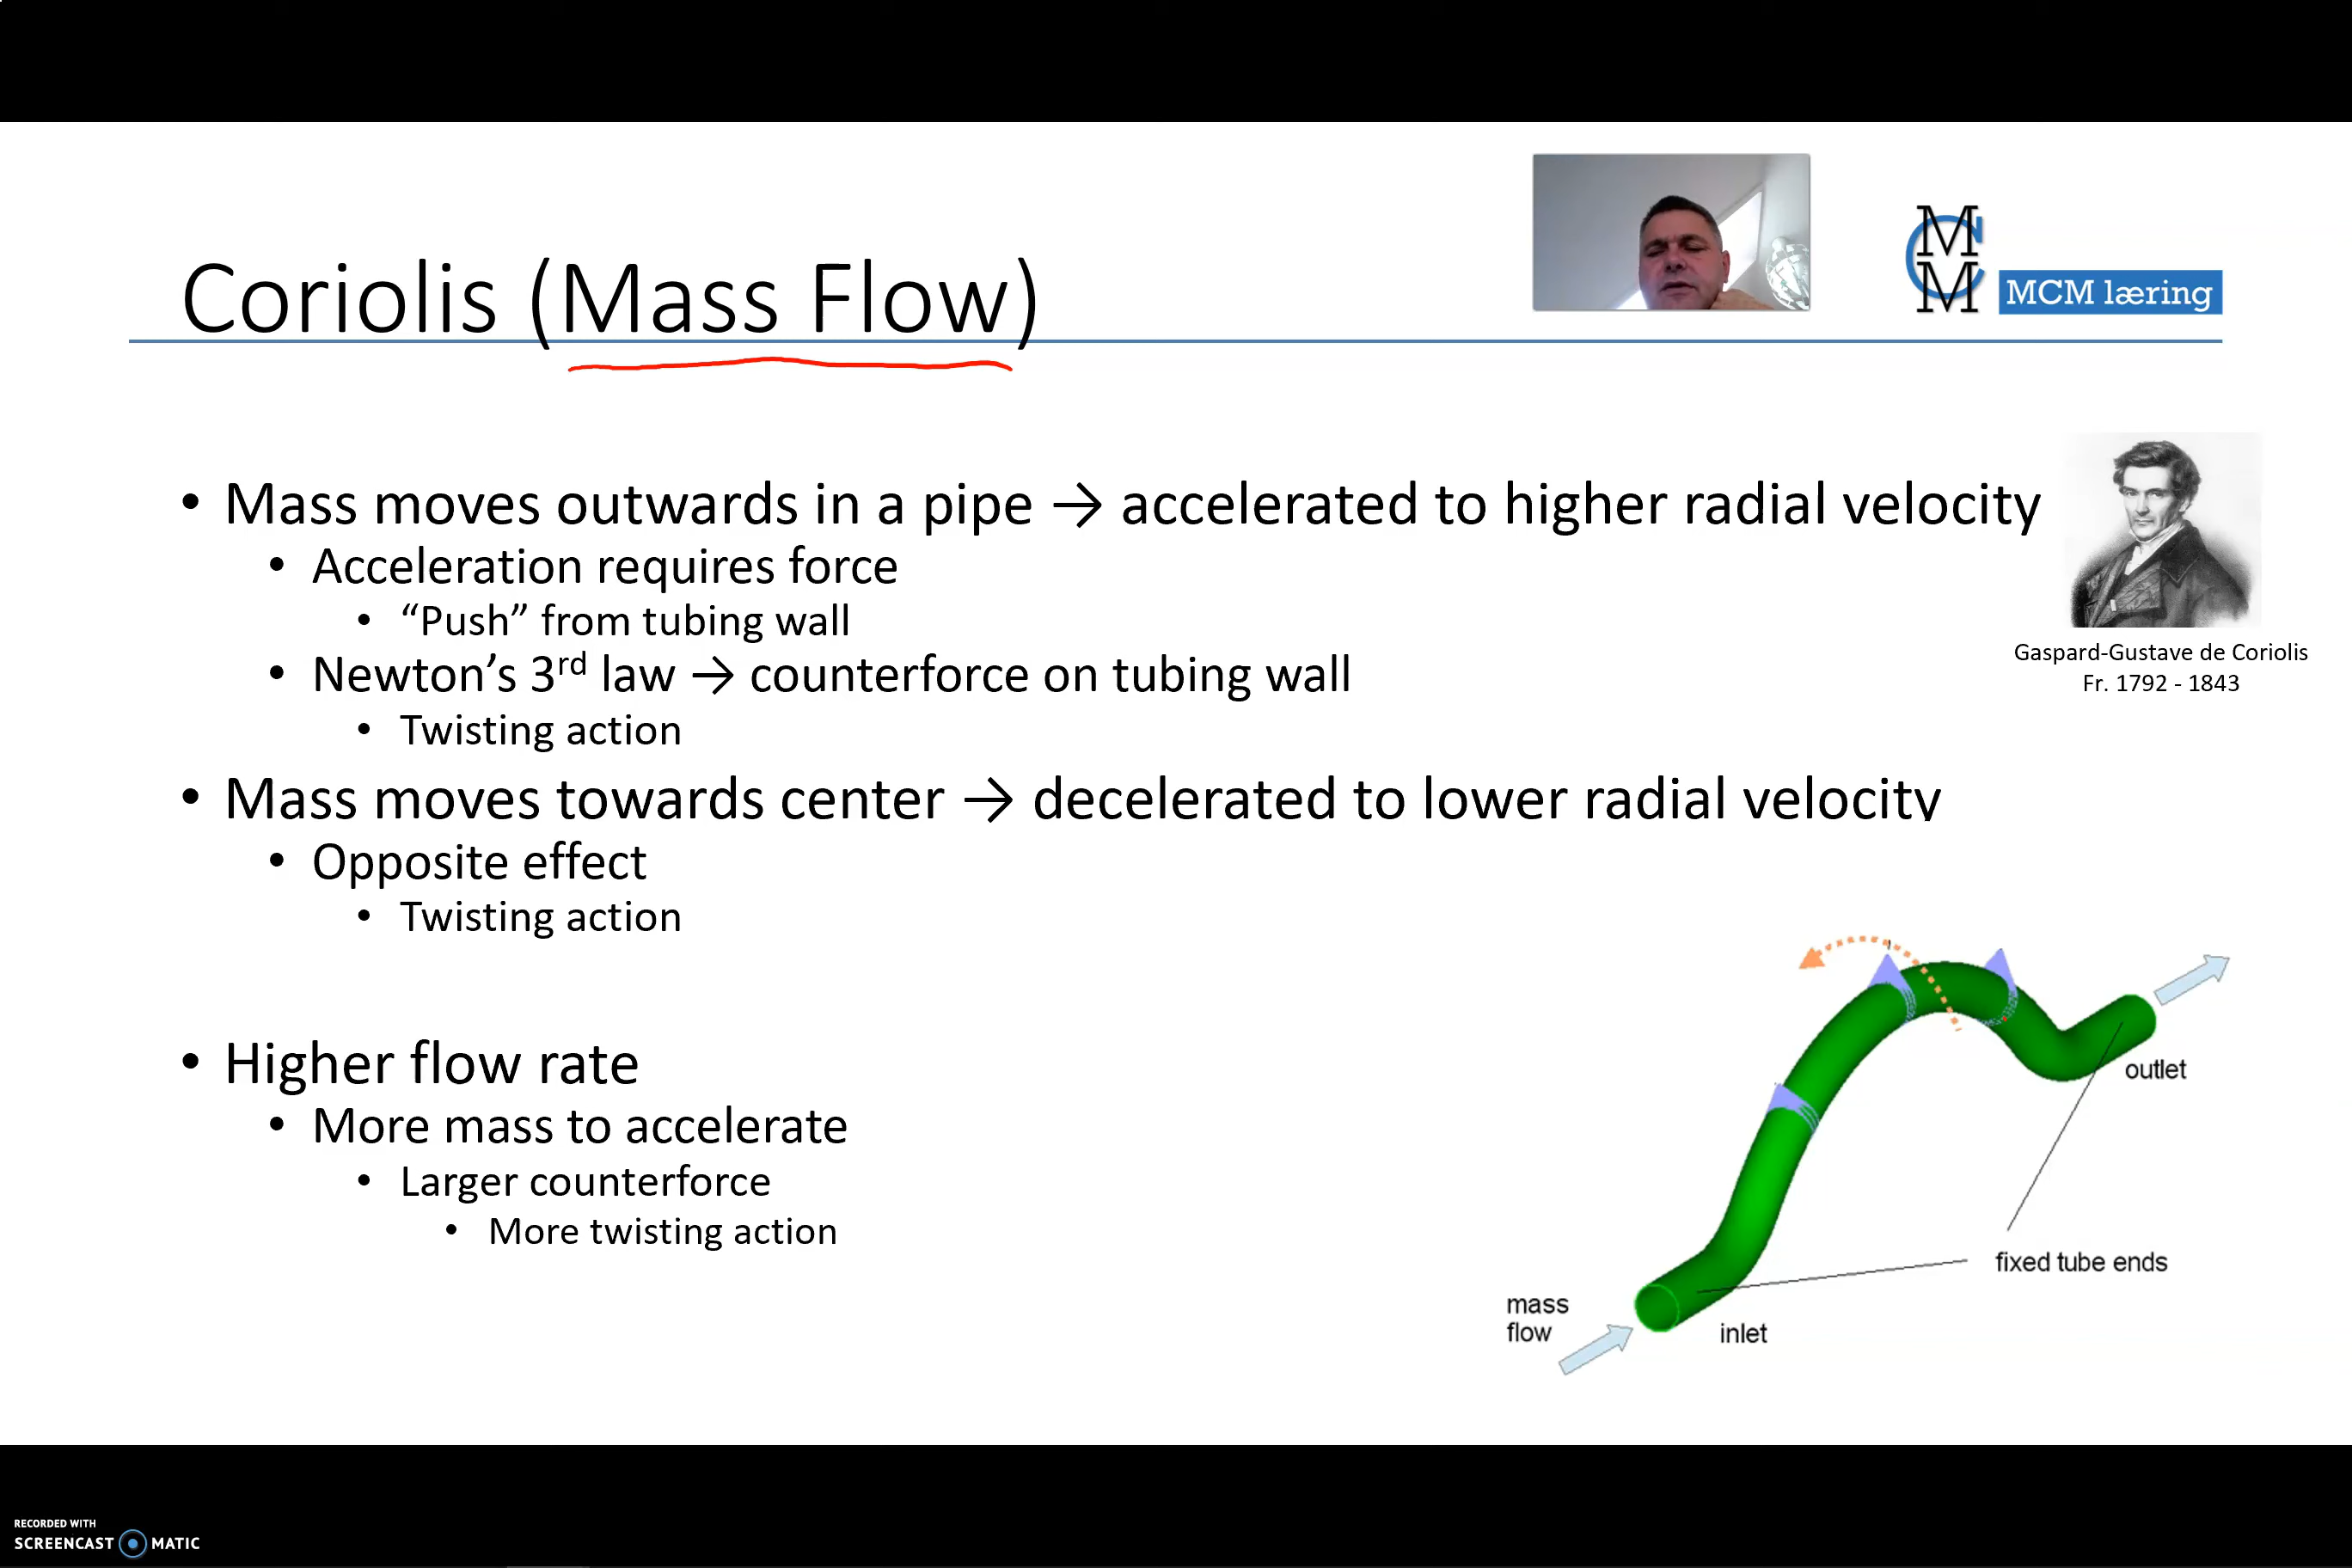 Coriolis (Mass Flow)
MCM
MCM læring
• Mass moves outwards in a pipe → accelerated to higher radial velocity
• Acceleration requires force
• “Push” from tubing wall
• Newton’s 3rd law → counterforce on tubing wall
• Twisting action
Gaspard-Gustave de Coriolis
Fr. 1792 - 1843
• Mass moves towards center → decelerated to lower radial velocity
• Opposite effect
• Twisting action
• Higher flow rate
• More mass to accelerate
• Larger counterforce
• More twisting action
outlet
fixed tube ends
mass
flow
inlet
RECORDED WITH
SCREENCAST MATIC